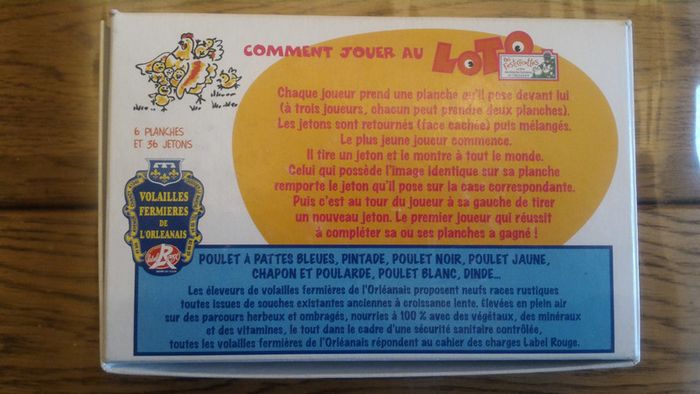 COMMENT JOUER AU LOTO
Chaque joueur prend une planche qu'il pose devant lui
(à trois joueurs, chacun peut prendre deux planches).
Les jetons sont retournés (face cachée) puis mélangés.
Le plus jeune joueur commence.
Il tire un jeton et le montre à tout le monde.
Celui qui possède l'image identique sur sa planche
remporte le jeton qu'il pose sur la case correspondante.
Puis c'est au tour du joueur à sa gauche de tirer
un nouveau jeton. Le premier joueur qui réussit
à compléter sa ou ses planches a gagné !
6 PLANCHES
ET 36 JETONS
VOLAILLES
FERMIERES
DE
L'ORLEANAIS
Label Rouge
POULET À PATTES BLEUES, PINTADE, POULET NOIR, POULET JAUNE,
CHAPON ET POULARDE, POULET BLANC, DINDE...
Les éleveurs de volailles fermières de l'Orléanais proposent neufs races rustiques
toutes issues de souches existantes anciennes à croissance lente. Élevées en plein air
sur des parcours herbeux et ombragés, nourries à 100 % avec des végétaux, des minéraux
et des vitamines, le tout dans le cadre d'une sécurité sanitaire contrôlée,
toutes les volailles fermières de l'Orléanais répondent au cahier des charges Label Rouge.